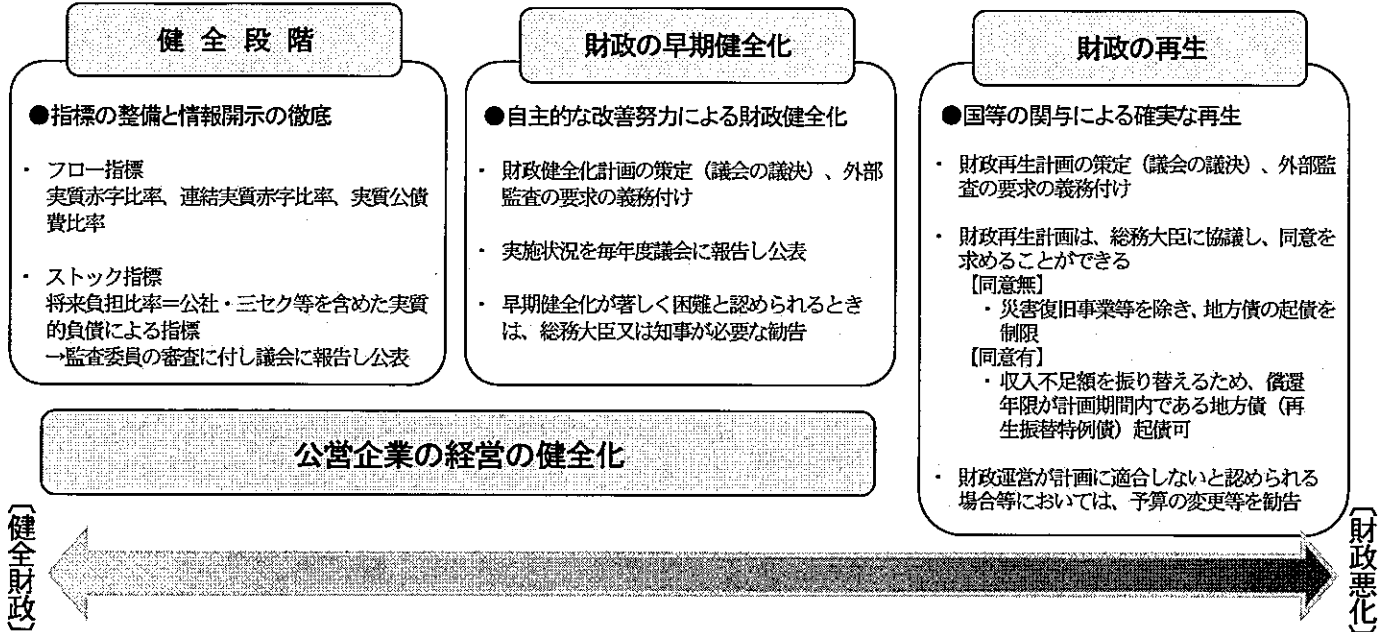 健全段階
●指標の整備と情報開示の徹底
・ フロー指標
実質赤字比率、連結実質赤字比率、実質公債
費比率
・ ストック指標
将来負担比率＝公社・三セク等を含めた実質
的負債による指標
→監査委員の審査に付し議会に報告し公表
財政の早期健全化
●自主的な改善努力による財政健全化
・ 財政健全化計画の策定（議会の議決）、外部
監査の要求の義務付け
・ 実施状況を毎年度議会に報告し公表
・ 早期健全化が著しく困難と認められるとき
は、総務大臣又は知事が必要な勧告
財政の再生
●国等の関与による確実な再生
・ 財政再生計画の策定（議会の議決）、外部監
査の要求の義務付け
・ 財政再生計画は、総務大臣に協議し、同意を
求めることができる
【同意無】
・災害復旧事業等を除き、地方債の起債を
制限
【同意有】
・収入不足額を振り替えるため、償還
年限が計画期間内である地方債（再
生振替特例債）起債可
・ 財政運営が計画に適合しないと認められる
場合等においては、予算の変更等を勧告
公営企業の経営の健全化
〔健全財政〕
〔財政悪化〕